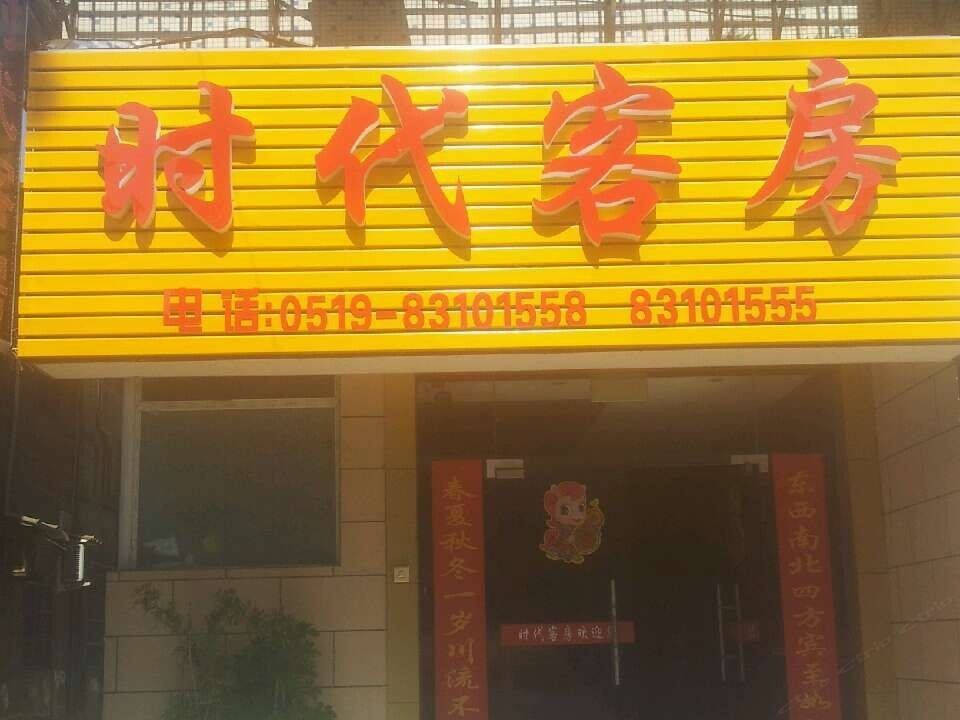 时代客房
电话:0519-83101558 83101555
春夏秋冬一岁川流不
东西南北四方宾至如
时代客房欢迎